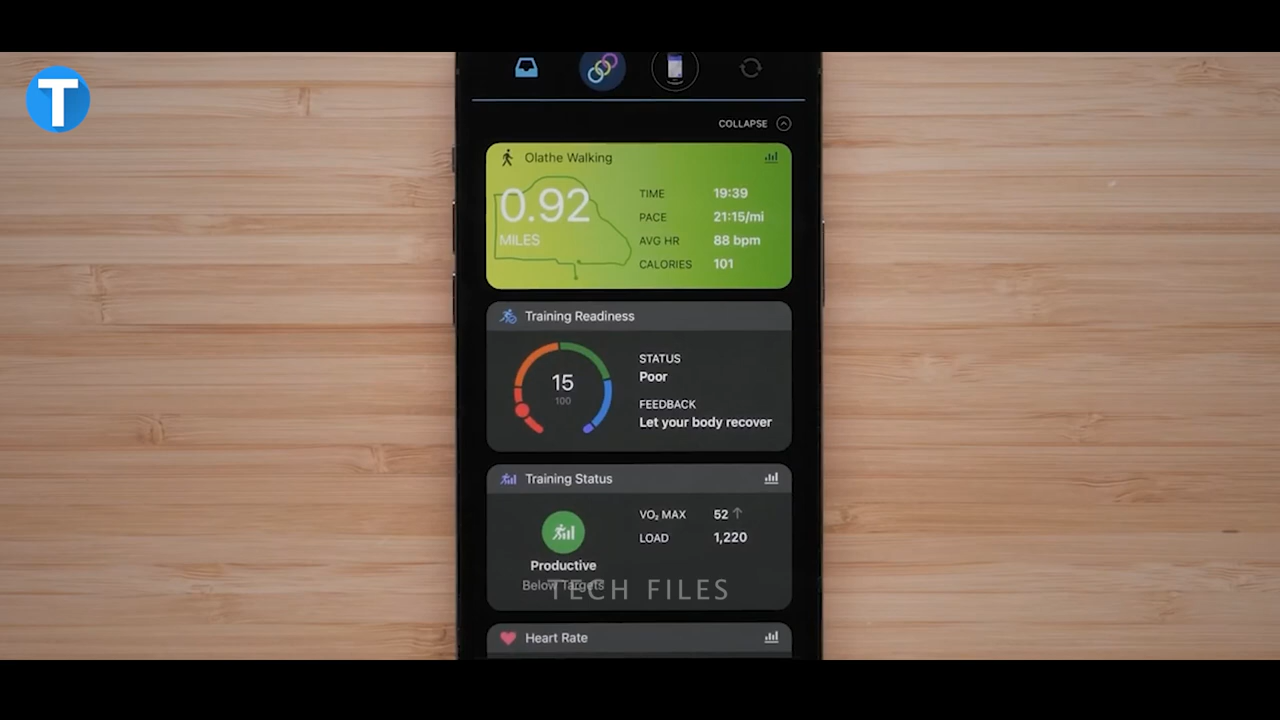 T
COLLAPSE
Olathe Walking
0.92
MILES
TIME 19:39
PACE 21:15/mi
AVG HR 88 bpm
CALORIES 101
Training Readiness
15
100
STATUS
Poor
FEEDBACK
Let your body recover
Training Status
VO₂ MAX 52
LOAD 1,220
Productive
Below Targets
TECH FILES
Heart Rate